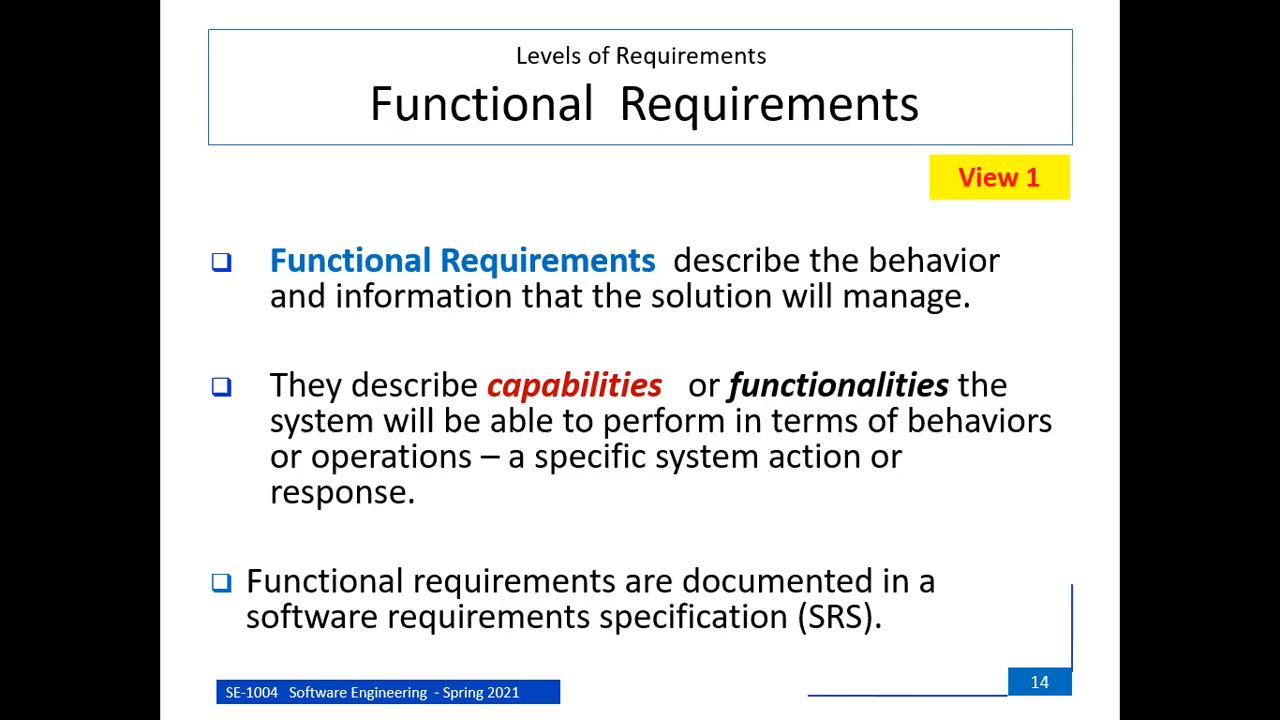 Levels of Requirements
Functional Requirements
View 1
Functional Requirements describe the behavior
and information that the solution will manage.
They describe capabilities or functionalities the
system will be able to perform in terms of behaviors
or operations – a specific system action or
response.
Functional requirements are documented in a
software requirements specification (SRS).
SE-1004 Software Engineering - Spring 2021
14